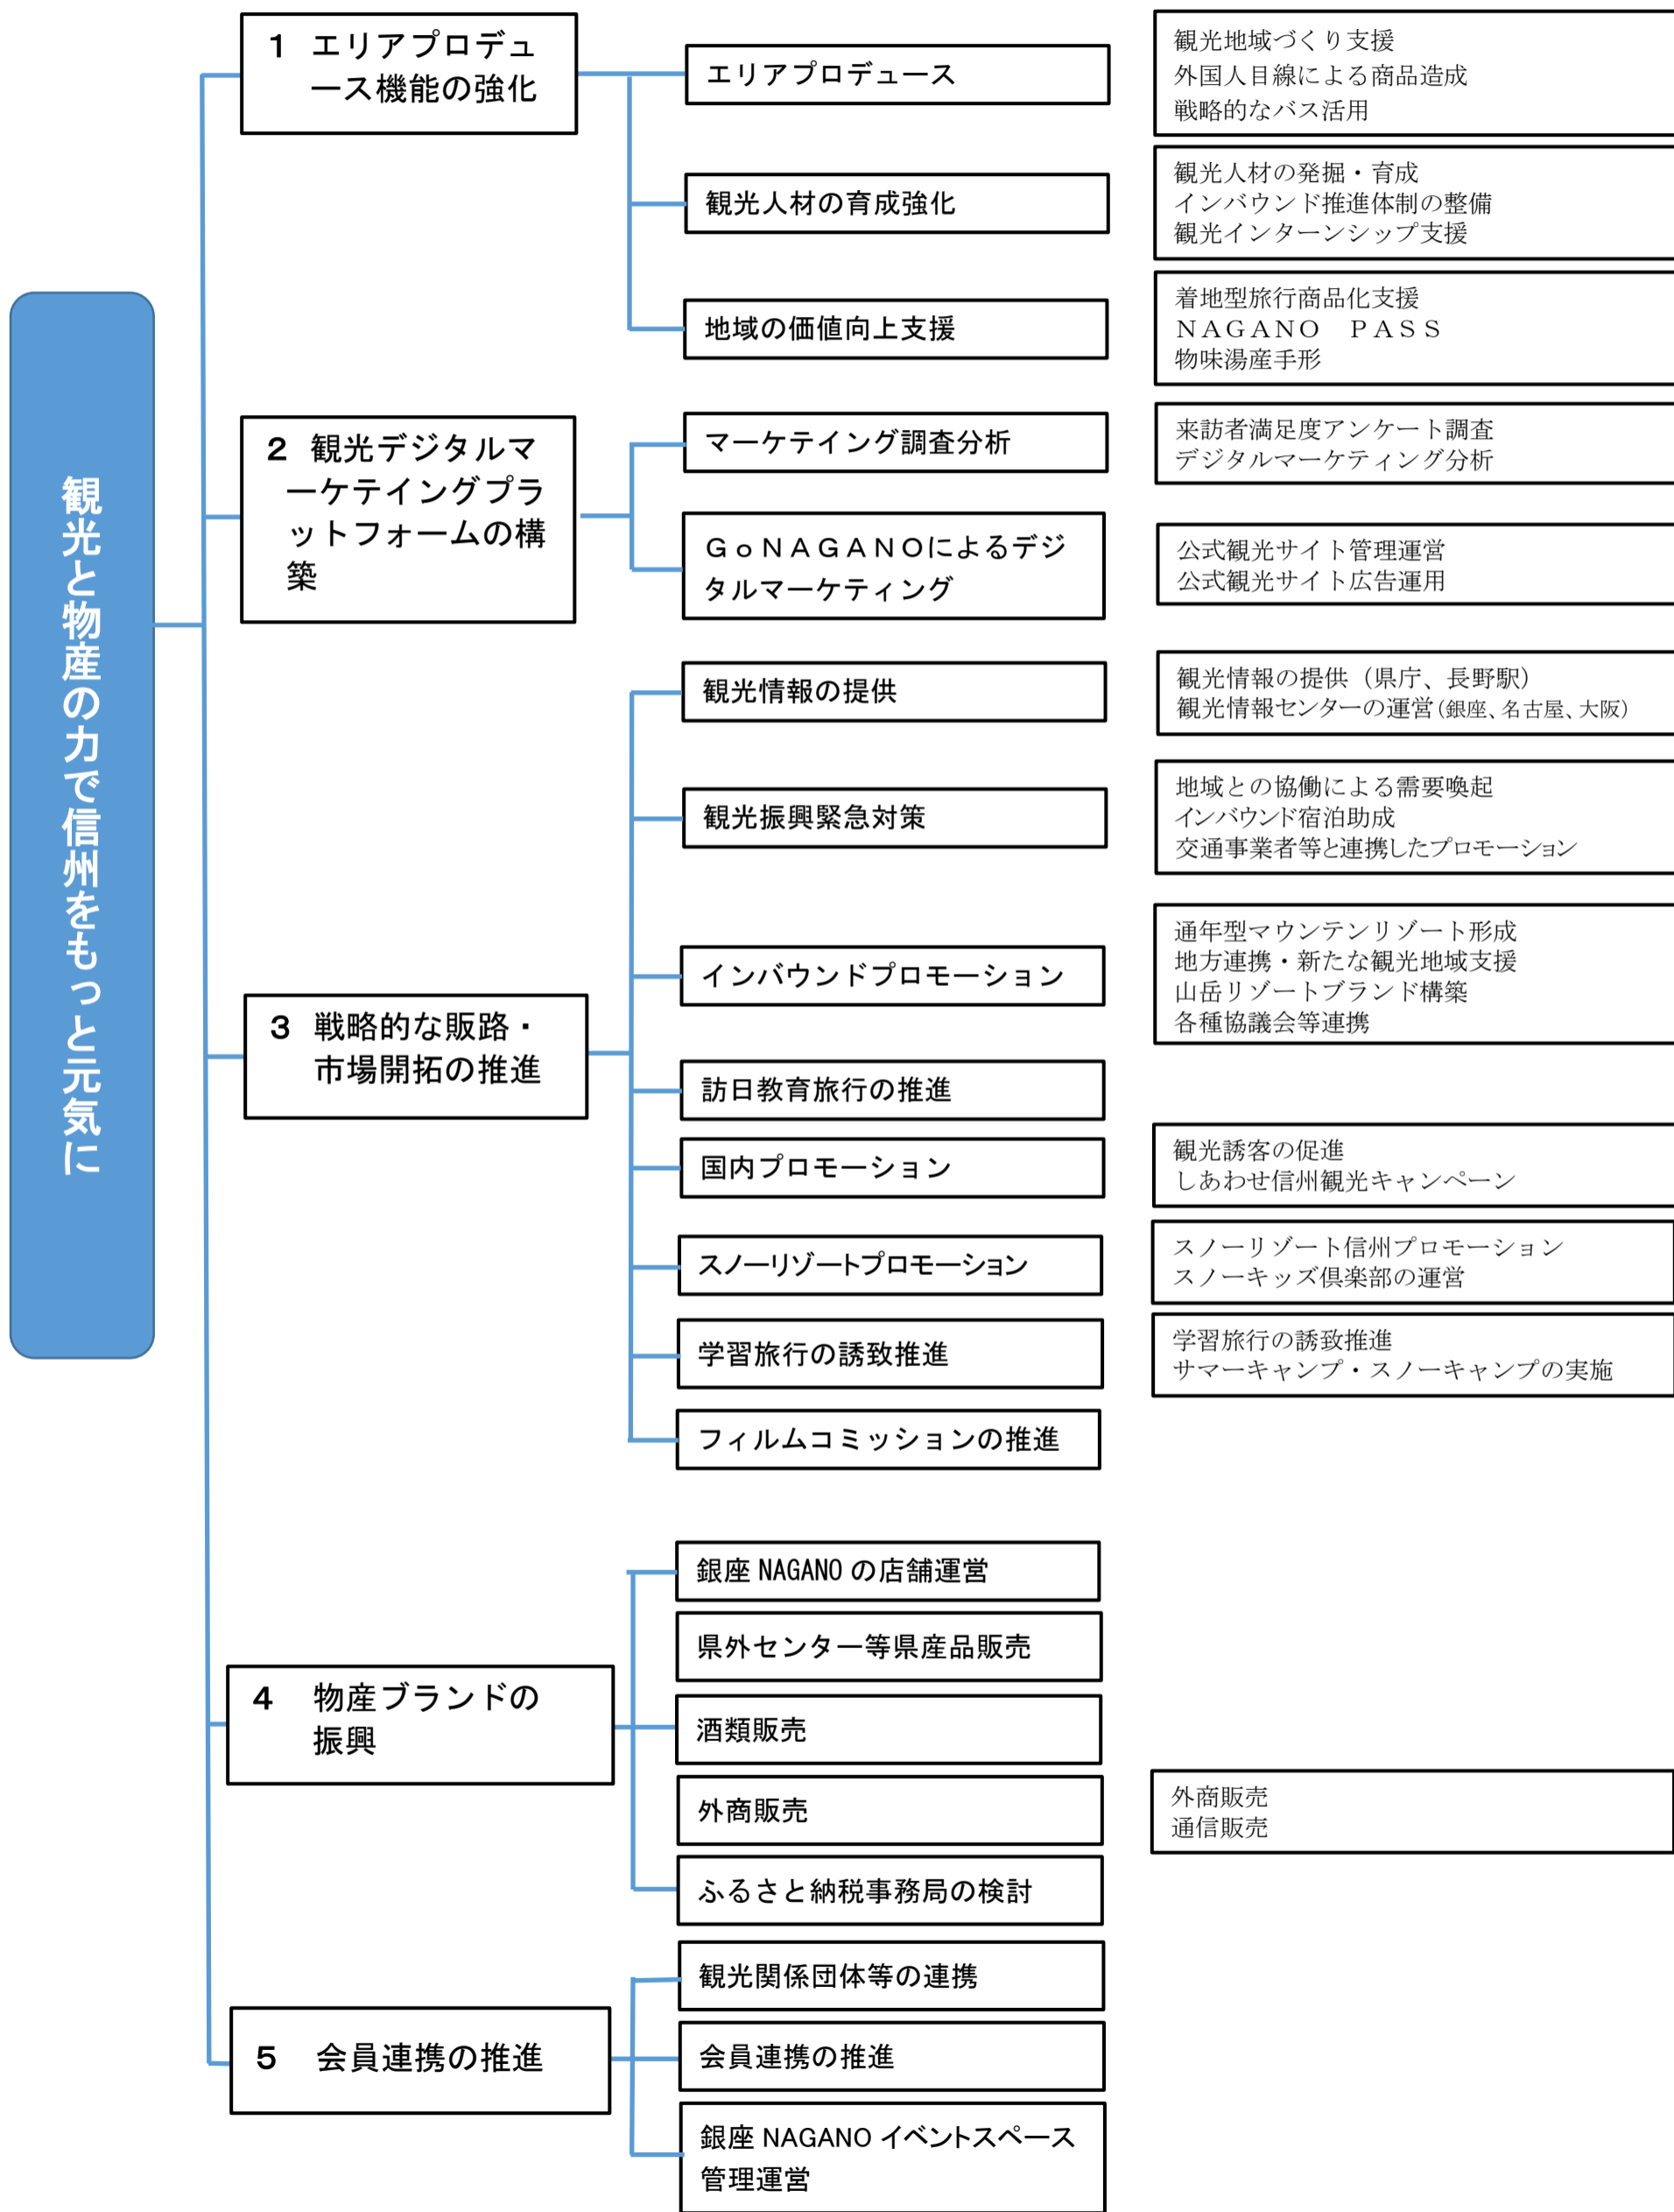 観光と物産の力で信州をもっと元気に
1 エリアプロデュ
ース機能の強化
エリアプロデュース
観光地域づくり支援
外国人目線による商品造成
戦略的なバス活用
観光人材の育成強化
観光人材の発掘・育成
インバウンド推進体制の整備
観光インターンシップ支援
地域の価値向上支援
着地型旅行商品化支援
NAGANO PASS
物味湯産手形
2 観光デジタルマ
ーケテイングプラ
ットフォームの構
築
マーケテイング調査分析
来訪者満足度アンケート調査
デジタルマーケティング分析
GoNAGANOによるデジ
タルマーケティング
公式観光サイト管理運営
公式観光サイト広告運用
3 戦略的な販路・
市場開拓の推進
観光情報の提供
観光情報の提供（県庁、長野駅）
観光情報センターの運営(銀座、名古屋、大阪)
観光振興緊急対策
地域との協働による需要喚起
インバウンド宿泊助成
交通事業者等と連携したプロモーション
インバウンドプロモーション
通年型マウンテンリゾート形成
地方連携・新たな観光地域支援
山岳リゾートブランド構築
各種協議会等連携
訪日教育旅行の推進
国内プロモーション
観光誘客の促進
しあわせ信州観光キャンペーン
スノーリゾートプロモーション
スノーリゾート信州プロモーション
スノーキッズ倶楽部の運営
学習旅行の誘致推進
学習旅行の誘致推進
サマーキャンプ・スノーキャンプの実施
フィルムコミッションの推進
4 物産ブランドの
振興
銀座 NAGANO の店舗運営
県外センター等県産品販売
酒類販売
外商販売
外商販売
通信販売
ふるさと納税事務局の検討
5 会員連携の推進
観光関係団体等の連携
会員連携の推進
銀座 NAGANO イベントスペース
管理運営